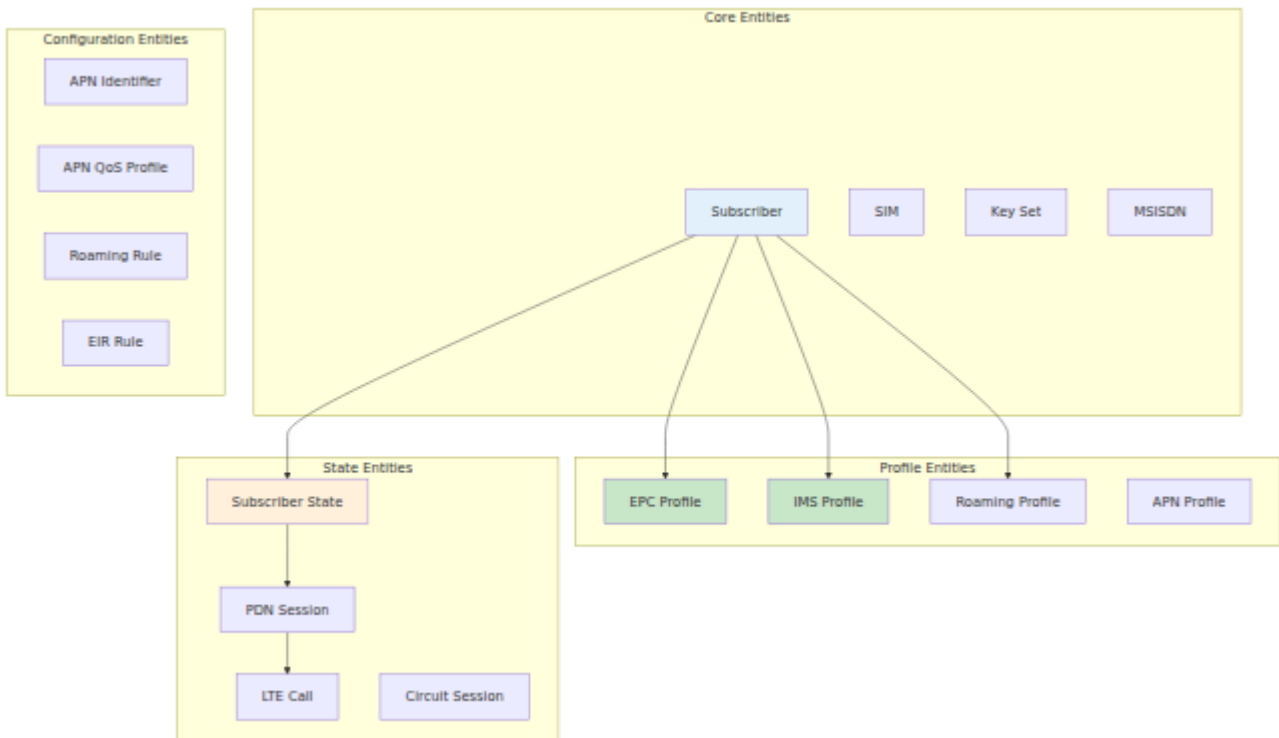 Core Entities
Configuration Entities
APN Identifier
APN QoS Profile
Subscriber
SIM
Key Set
MSISDN
Roaming Rule
EIR Rule
State Entities
Subscriber State
PDN Session
LTE Call
Circuit Session
Profile Entities
EPC Profile
IMS Profile
Roaming Profile
APN Profile